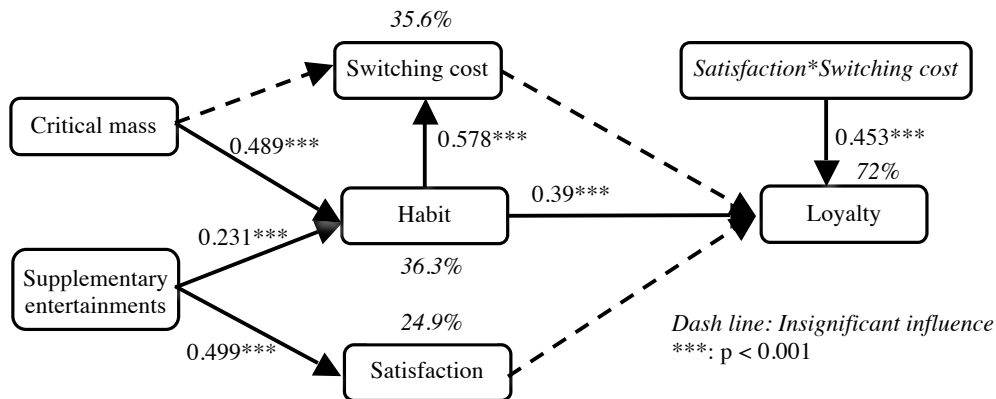 35.6%
Switching cost
Satisfaction*Switching cost
Critical mass
0.489***
0.578***
0.453***
72%
Habit
0.39***
Loyalty
0.231***
36.3%
Supplementary
entertainments
24.9%
0.499***
Satisfaction
Dash line: Insignificant influence
***: p < 0.001